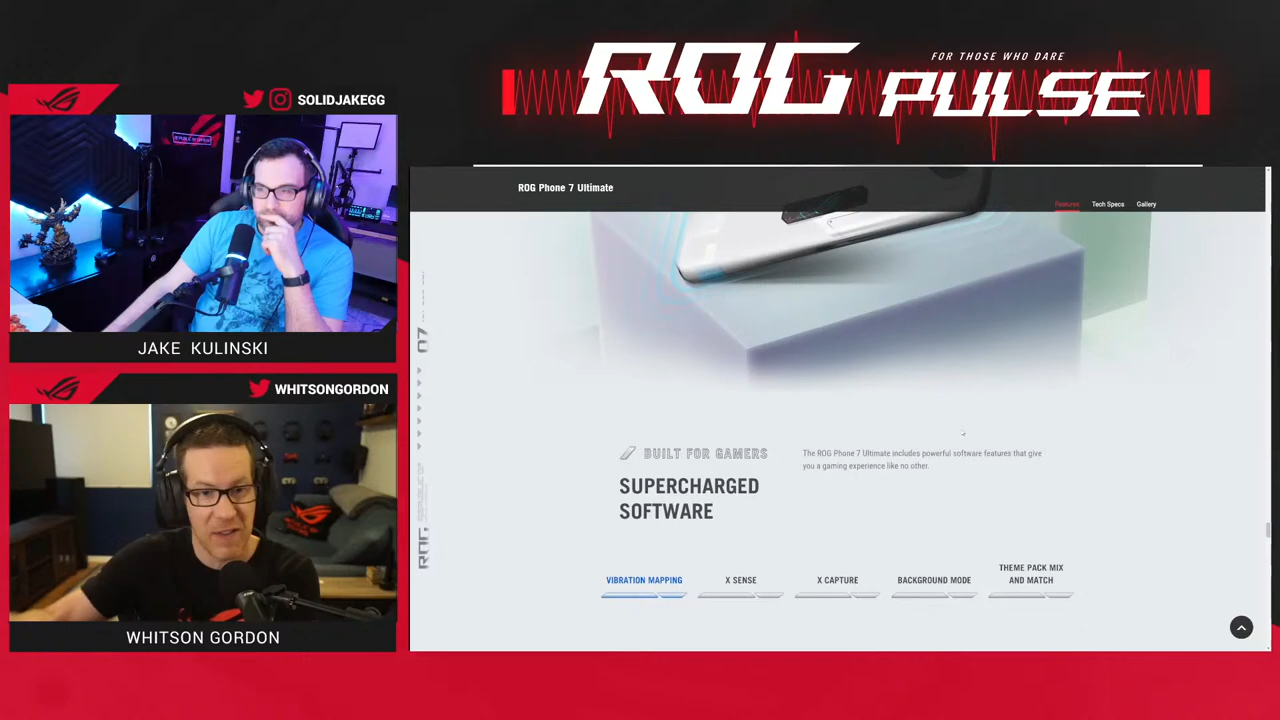 ROG
FOR THOSE WHO DARE
PULSE
SOLIDJAKEGG
JAKE KULINSKI
WHITSONGORDON
WHITSON GORDON
ROG Phone 7 Ultimate
Features
Tech Specs
Gallery
07
ROG
BUILT FOR GAMERS
SUPERCHARGED
SOFTWARE
The ROG Phone 7 Ultimate includes powerful software features that give
you a gaming experience like no other.
VIBRATION MAPPING
X SENSE
X CAPTURE
BACKGROUND MODE
THEME PACK MIX
AND MATCH